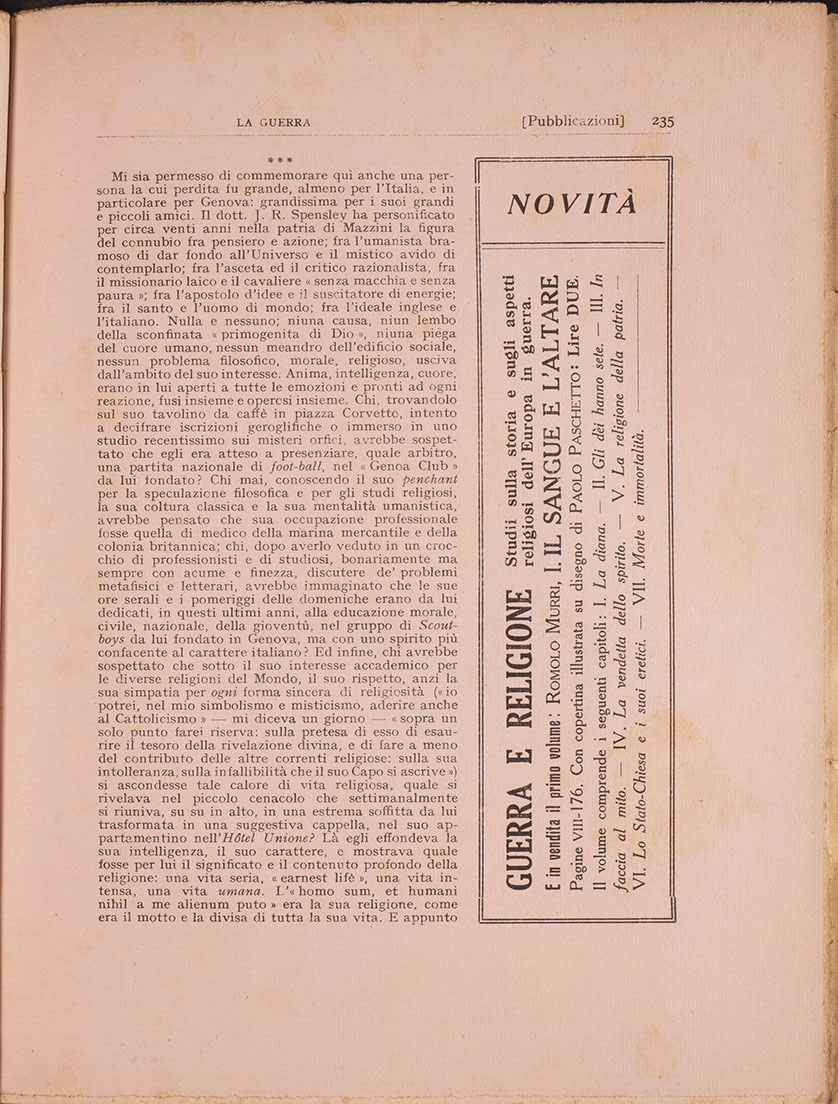 LA GUERRA [Pubblicazioni] 235
* * *
Mi sia permesso di commemorare qui anche una per-
sona la cui perdita fu grande, almeno per l'Italia, e in
particolare per Genova: grandissima per i suoi grandi
e piccoli amici. Il dott. J. R. Spensley ha personificato
per circa venti anni nella patria di Mazzini la figura
del connubio fra pensiero e azione; fra l'umanista bra-
moso di dar fondo all'Universo e il mistico avido di
contemplarlo; fra l'asceta ed il critico razionalista, fra
il missionario laico e il cavaliere « senza macchia e senza
paura »; fra l'apostolo d'idee e il suscitatore di energie;
fra il santo e l'uomo di mondo; fra l'ideale inglese e
l'italiano. Nulla e nessuno; niuna causa, niun lembo
della sconfinata « primogenita di Dio », niuna piega
del cuore umano, nessun meandro dell'edificio sociale,
nessun problema filosofico, morale, religioso, usciva
dall'ambito del suo interesse. Anima, intelligenza, cuore,
erano in lui aperti a tutte le emozioni e pronti ad ogni
reazione, fusi insieme e operosi insieme. Chi, trovandolo
sul suo tavolino da caffè in piazza Corvetto, intento
a decifrare iscrizioni geroglifiche o immerso in uno
studio recentissimo sui misteri orfici, avrebbe sospet-
tato che egli era atteso a presenziare, quale arbitro,
una partita nazionale di foot-ball, nel « Genoa Club »
da lui fondato? Chi mai, conoscendo il suo penchant
per la speculazione filosofica e per gli studi religiosi,
la sua coltura classica e la sua mentalità umanistica,
avrebbe pensato che sua occupazione professionale
fosse quella di medico della marina mercantile e della
colonia britannica; chi, dopo averlo veduto in un croc-
chio di professionisti e di studiosi, bonariamente ma
sempre con acume e finezza, discutere de' problemi
metafisici e letterari, avrebbe immaginato che le sue
ore serali e i pomeriggi delle domeniche erano da lui
dedicati, in questi ultimi anni, alla educazione morale,
civile, nazionale, della gioventù, nel gruppo di Scout-
boys da lui fondato in Genova, ma con uno spirito più
confacente al carattere italiano? Ed infine, chi avrebbe
sospettato che sotto il suo interesse accademico per
le diverse religioni del Mondo, il suo rispetto, anzi la
sua simpatia per ogni forma sincera di religiosità (« io
potrei, nel mio simbolismo e misticismo, aderire anche
al Cattolicismo » — mi diceva un giorno — « sopra un
solo punto farei riserva: sulla pretesa di esso di esau-
rire il tesoro della rivelazione divina, e di fare a meno
del contributo delle altre correnti religiose: sulla sua
intolleranza, sulla infallibilità che il suo Capo si ascrive »)
si ascondesse tale calore di vita religiosa, quale si
rivelava nel piccolo cenacolo che settimanalmente
si riuniva, su su in alto, in una estrema soffitta da lui
trasformata in una suggestiva cappella, nel suo ap-
partamentino nell'Hôtel Unione? Là egli effondeva la
sua intelligenza, il suo carattere, e mostrava quale
fosse per lui il significato e il contenuto profondo della
religione: una vita seria, « earnest life », una vita in-
tensa, una vita umana. L'« homo sum, et humani
nihil a me alienum puto » era la sua religione, come
era il motto e la divisa di tutta la sua vita. E appunto
NOVITÀ
GUERRA E RELIGIONE
Studii sulla storia e sugli aspetti
religiosi dell'Europa in guerra.
E in vendita il primo volume: ROMOLO MURRI, I. IL SANGUE E L'ALTARE
Pagine VIII-176. Con copertina illustrata su disegno di PAOLO PASCHETTO: Lire DUE.
Il volume comprende i seguenti capitoli: I. La diana. — II. Gli dèi hanno sete. — III. In
faccia al mito. — IV. La vendetta dello spirito. — V. La religione della patria. —
VI. Lo Stato-Chiesa e i suoi eretici. — VII. Morte e immortalità.